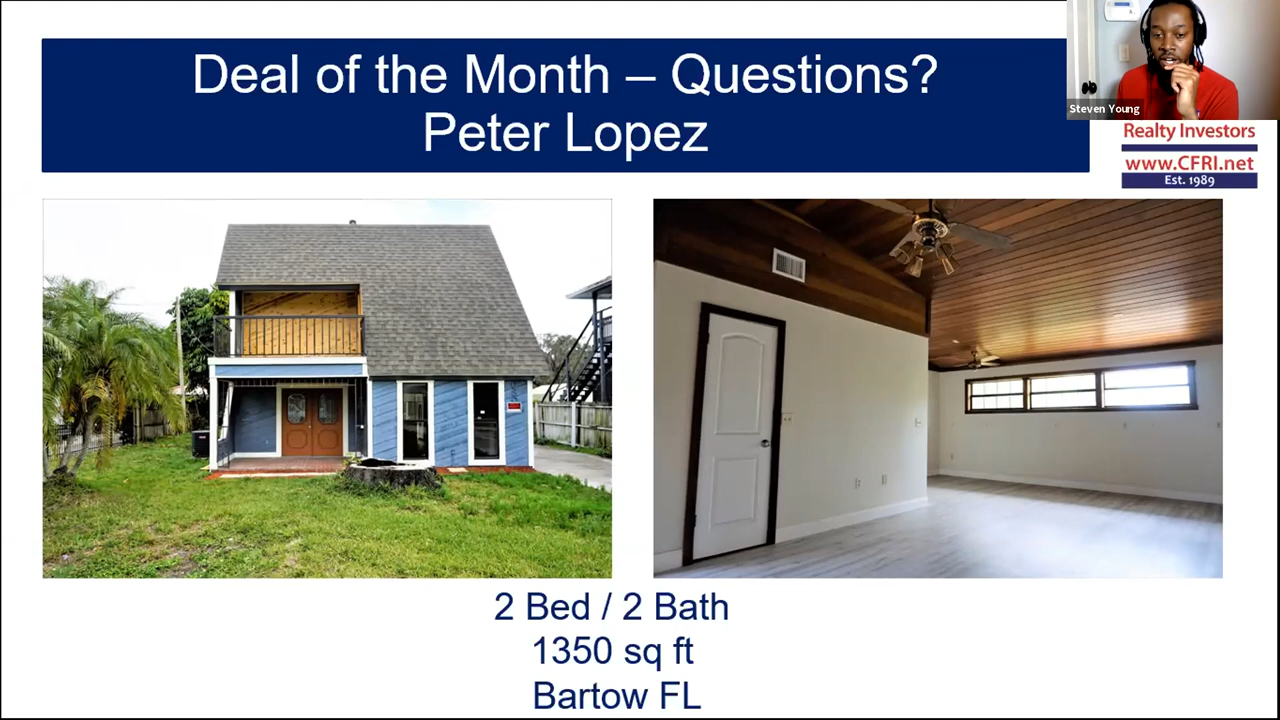 Deal of the Month – Questions?
Peter Lopez
Steven Young
Realty Investors
www.CFRI.net
Est. 1989
2 Bed / 2 Bath
1350 sq ft
Bartow FL